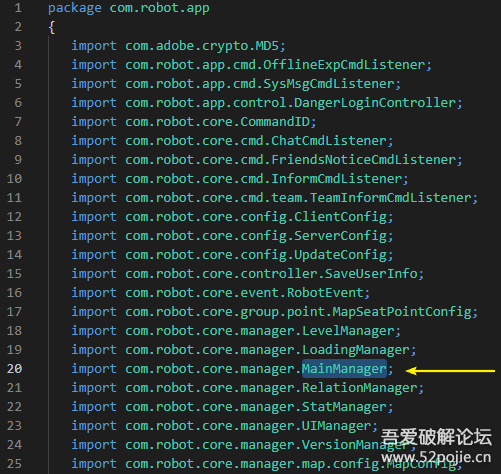 1 package com.robot.app
2 {
3 import com.adobe.crypto.MD5;
4 import com.robot.app.cmd.OfflineExpCmdListener;
5 import com.robot.app.cmd.SysMsgCmdListener;
6 import com.robot.app.control.DangerLoginController;
7 import com.robot.core.CommandID;
8 import com.robot.core.cmd.ChatCmdListener;
9 import com.robot.core.cmd.FriendsNoticeCmdListener;
10 import com.robot.core.cmd.InformCmdListener;
11 import com.robot.core.cmd.team.TeamInformCmdListener;
12 import com.robot.core.config.ClientConfig;
13 import com.robot.core.config.ServerConfig;
14 import com.robot.core.config.UpdateConfig;
15 import com.robot.core.controller.SaveUserInfo;
16 import com.robot.core.event.RobotEvent;
17 import com.robot.core.group.point.MapSeatPointConfig;
18 import com.robot.core.manager.LevelManager;
19 import com.robot.core.manager.LoadingManager;
20 import com.robot.core.manager.MainManager;
21 import com.robot.core.manager.RelationManager;
22 import com.robot.core.manager.StatManager;
23 import com.robot.core.manager.UIManager;
24 import com.robot.core.manager.VersionManager;
25 import com.robot.core.manager.map.config.MapConfig;
吾爱破解论坛
www.52pojie.cn